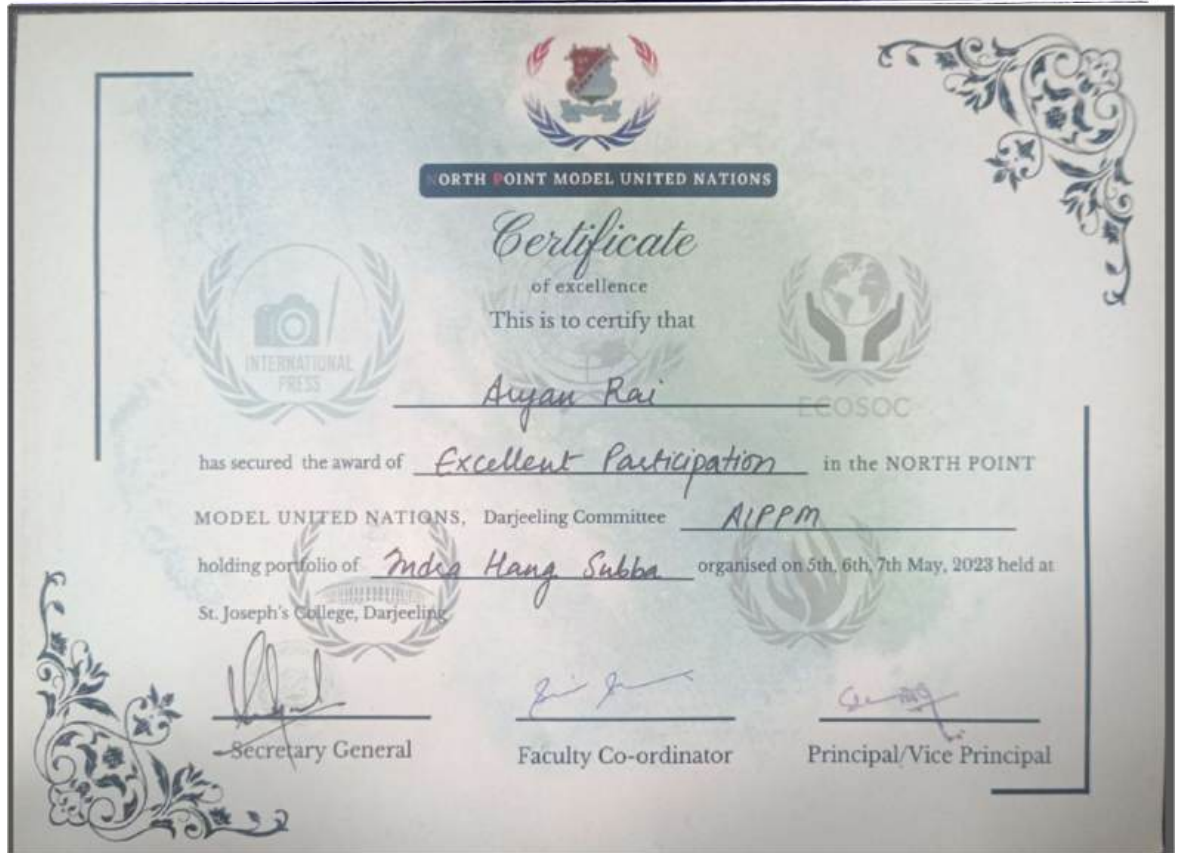 NORTH POINT MODEL UNITED NATIONS
Certificate
of excellence
This is to certify that
INTERNATIONAL
PRESS
Aryan Rai
ECOSOC
has secured the award of Excellent Participation in the NORTH POINT
MODEL UNITED NATIONS, Darjeeling Committee AIPPM
holding portfolio of Indra Hang Subba organised on 5th, 6th, 7th May, 2023 held at
St. Joseph's College, Darjeeling.
Secretary General
Faculty Co-ordinator
Principal/Vice Principal